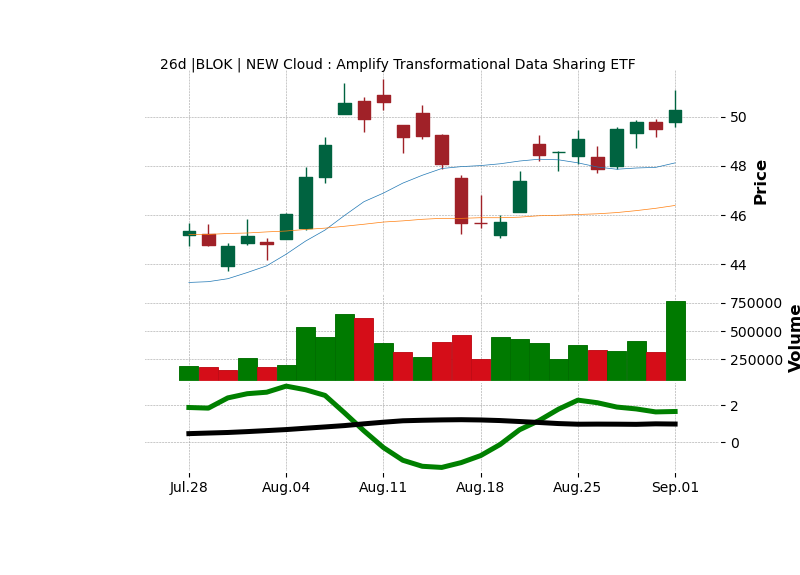 26d |BLOK | NEW Cloud : Amplify Transformational Data Sharing ETF
50
48
46
44
Price
750000
500000
250000
Volume
2
0
Jul.28 Aug.04 Aug.11 Aug.18 Aug.25 Sep.01